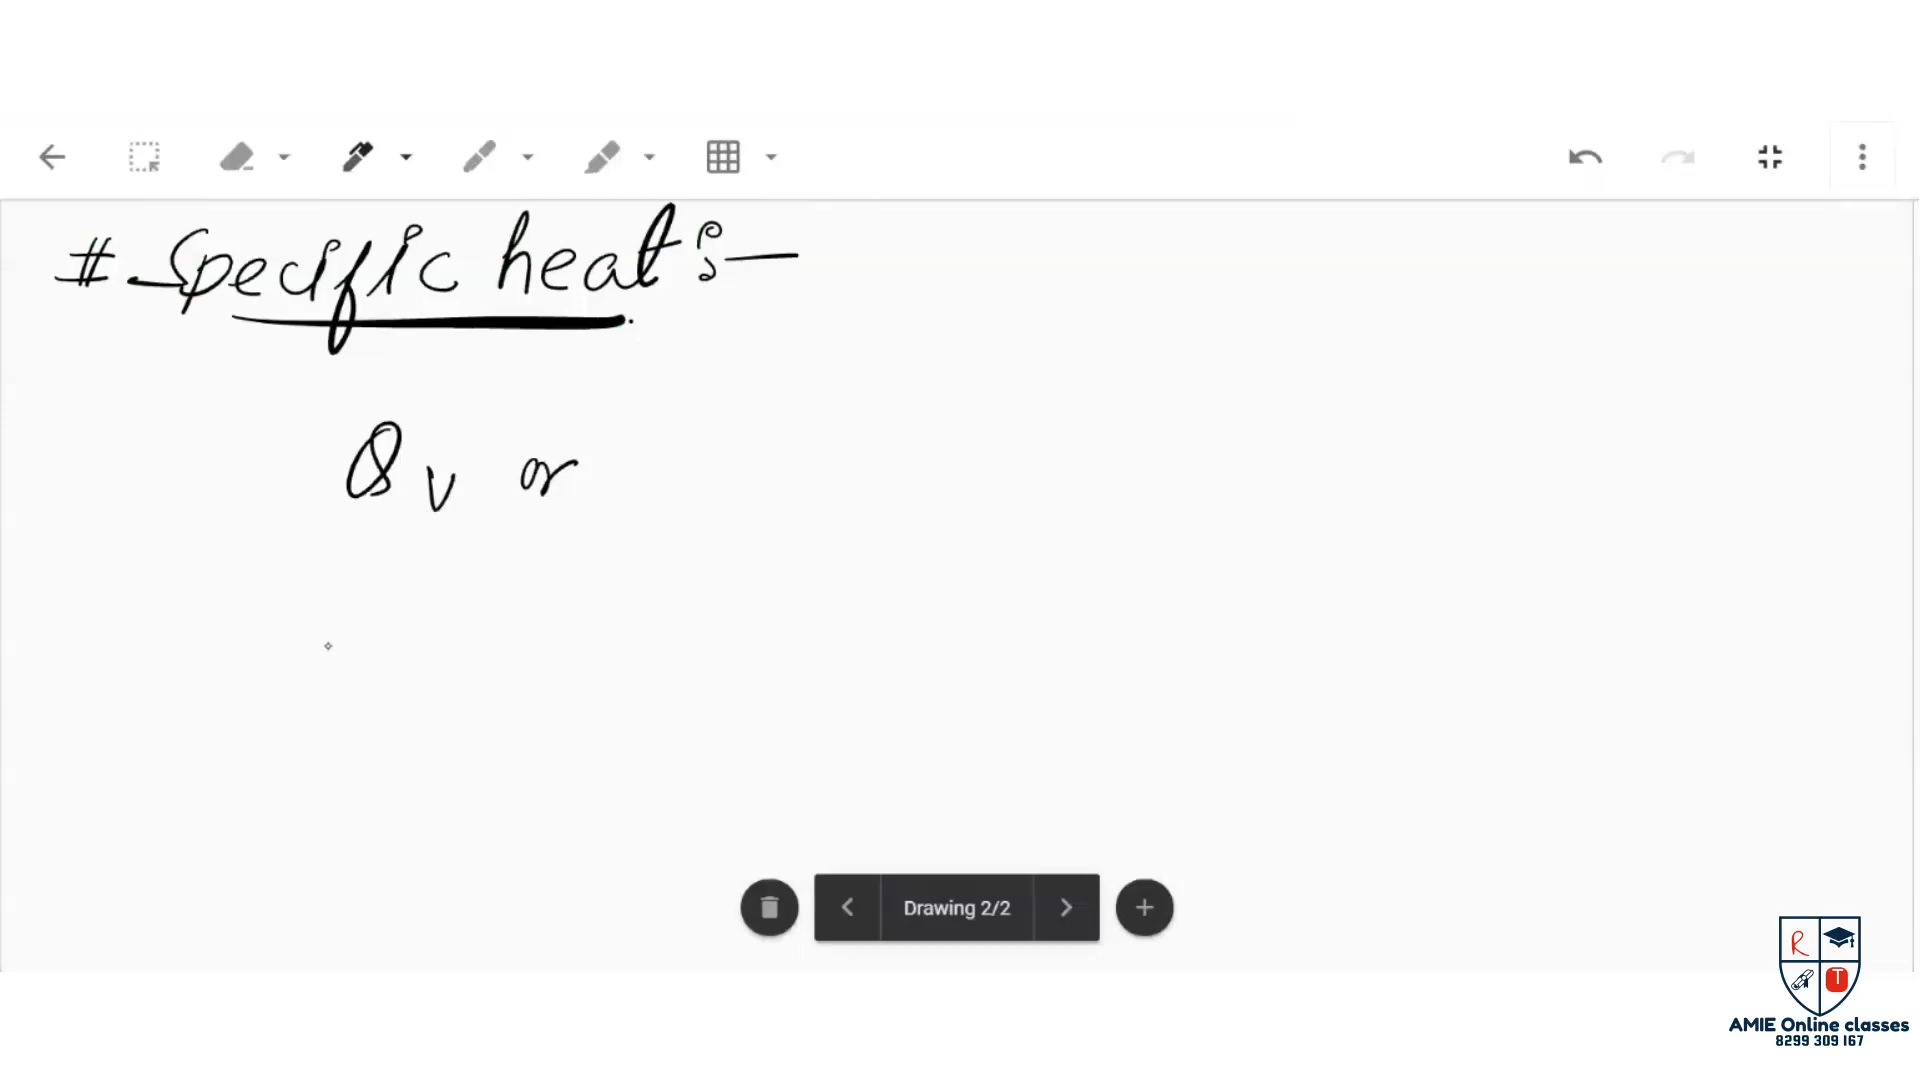 # Specific heat :-
Qv or
Drawing 2/2
R
T
AMIE Online classes
8299 309 167